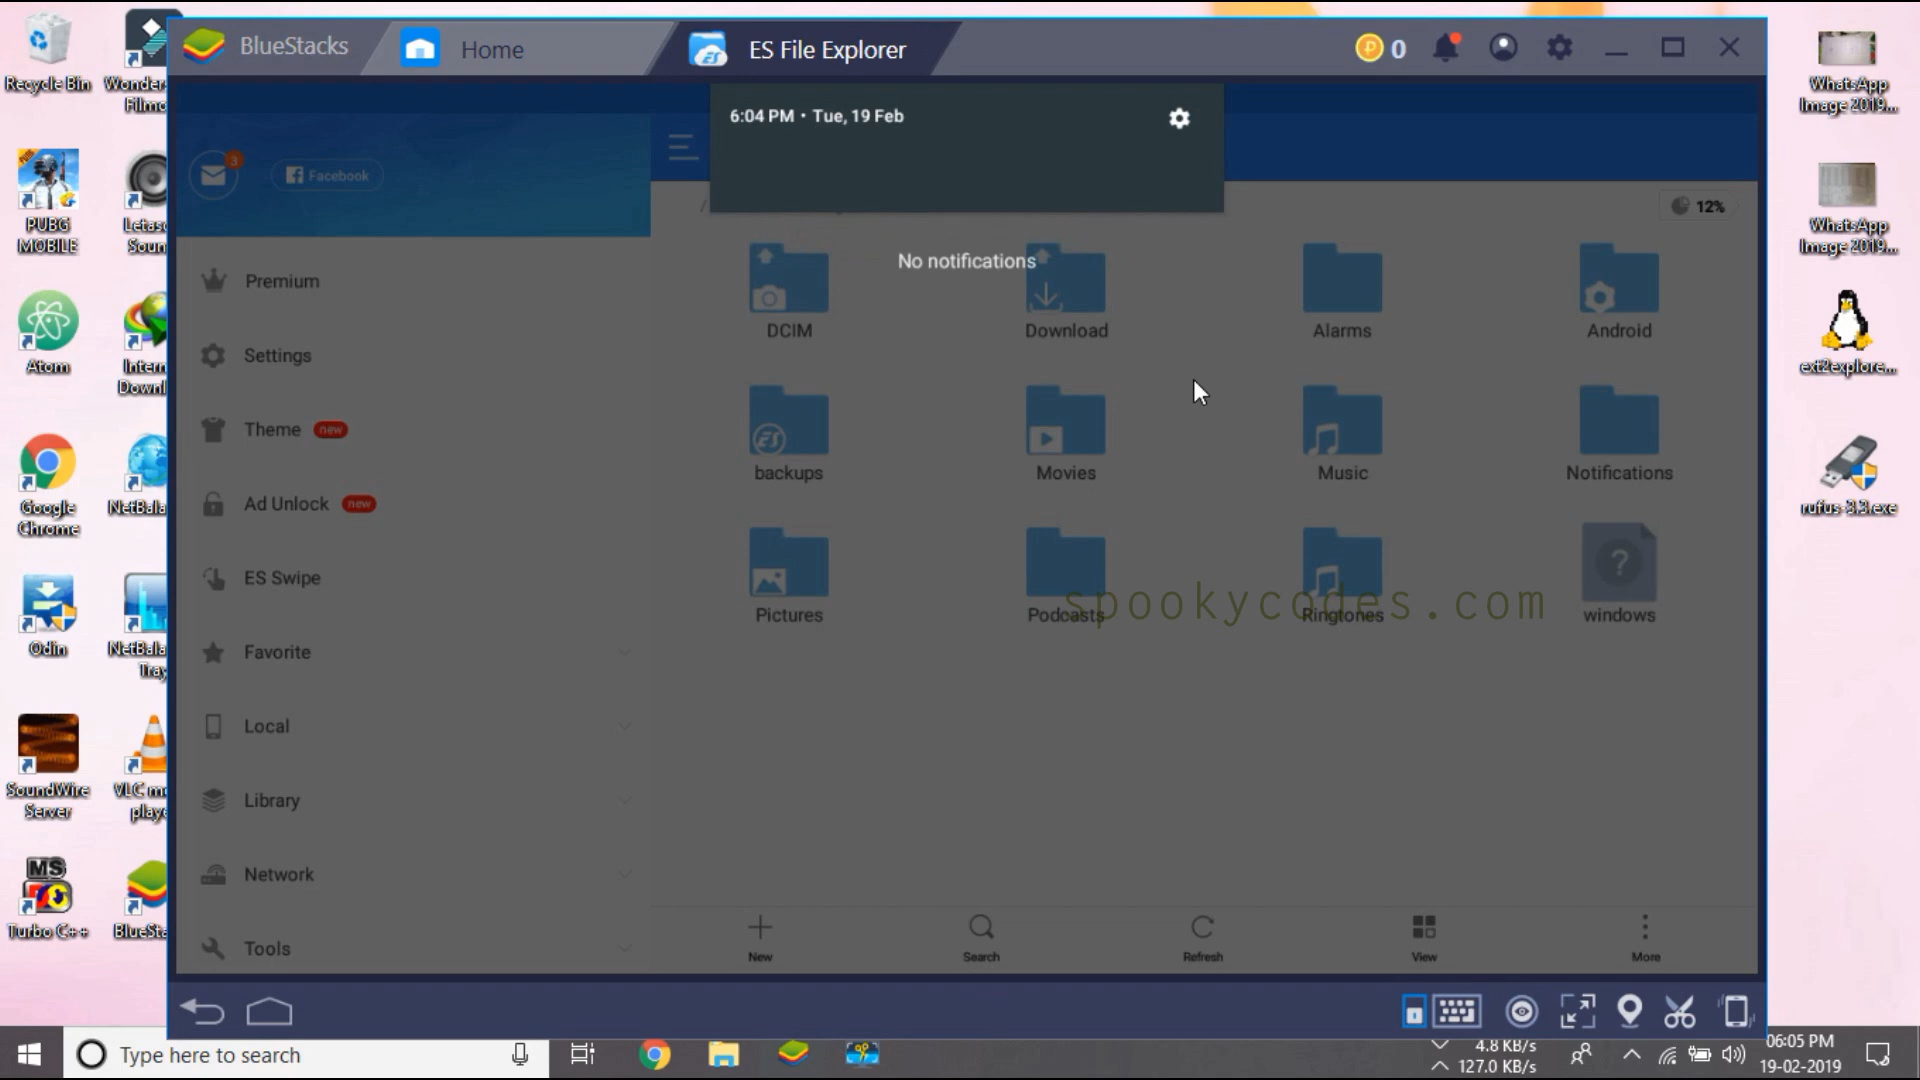 BlueStacks
Home
ES File Explorer
0
Recycle Bin
Wonder
Filmo
PUBG
MOBILE
Letas
Soun
Atom
Intern
Downl
Google
Chrome
NetBala
Odin
NetBala
Tray
SoundWire
Server
VLC me
playe
MS
Turbo C++
BlueSta
3
Facebook
Premium
Settings
Theme new
Ad Unlock new
ES Swipe
Favorite
Local
Library
Network
Tools
6:04 PM • Tue, 19 Feb
No notifications
12%
DCIM
Download
Alarms
Android
backups
Movies
Music
Notifications
Pictures
Podcasts
Ringtones
windows
spookycodes.com
New
Search
Refresh
View
More
WhatsApp
Image 2019...
WhatsApp
Image 2019...
ext2explore...
rufus-3.3.exe
Type here to search
4.8 KB/s
127.0 KB/s
06:05 PM
19-02-2019